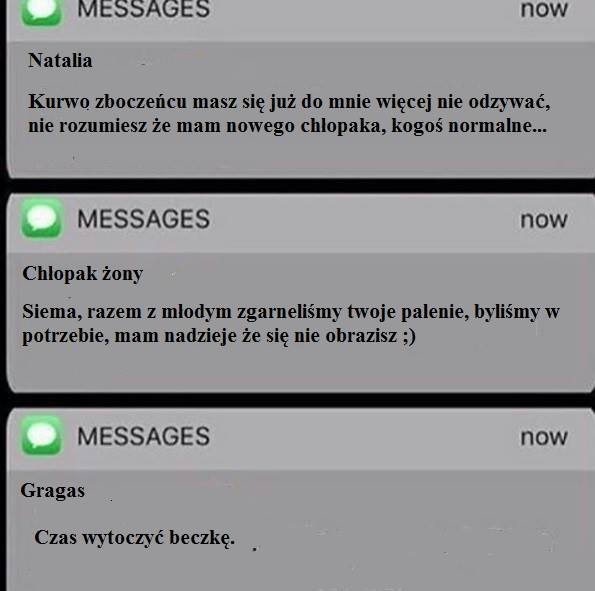 MESSAGES now
Natalia
Kurwo zboczeńcu masz się już do mnie więcej nie odzywać,
nie rozumiesz że mam nowego chłopaka, kogoś normalne...
MESSAGES now
Chłopak żony
Siema, razem z młodym zgarneliśmy twoje palenie, byliśmy w
potrzebie, mam nadzieje że się nie obrazisz ;)
MESSAGES now
Gragas
Czas wytoczyć beczkę.